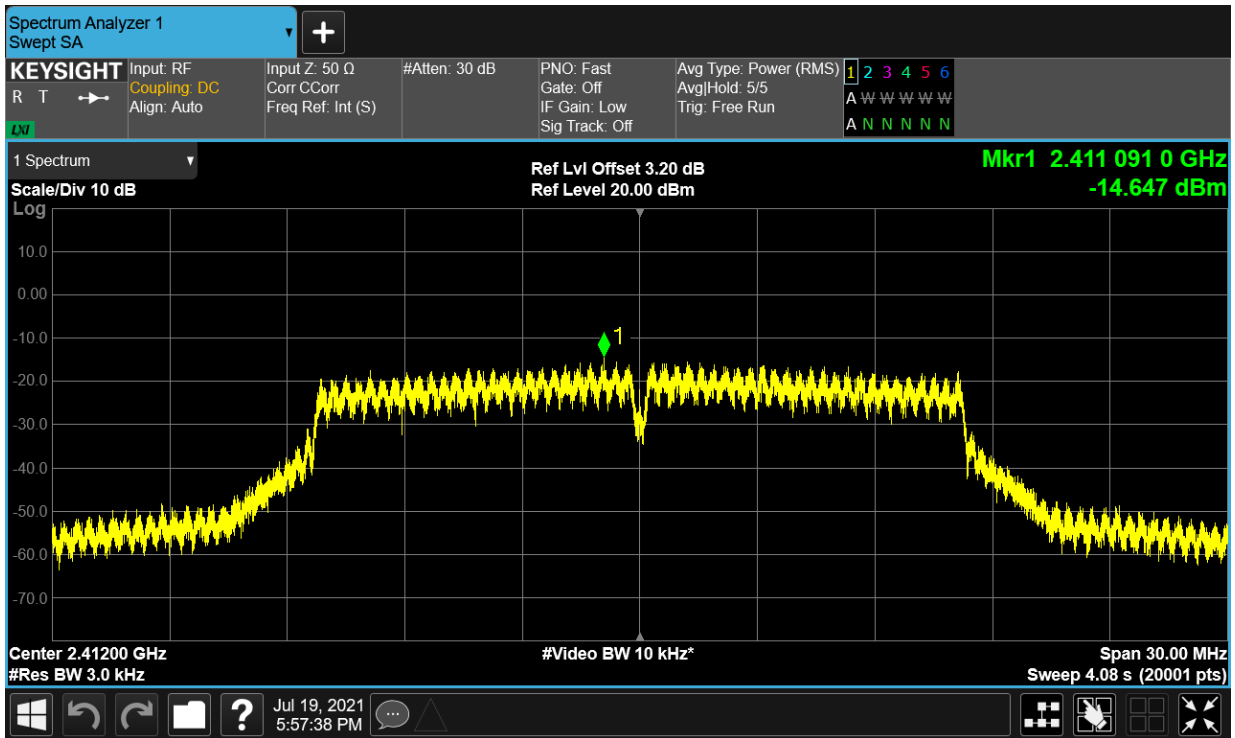 Spectrum Analyzer 1
Swept SA
+
KEYSIGHT
R T
LXI
Input: RF
Coupling: DC
Align: Auto
Input Z: 50 Ω
Corr CCorr
Freq Ref: Int (S)
#Atten: 30 dB
PNO: Fast
Gate: Off
IF Gain: Low
Sig Track: Off
Avg Type: Power (RMS)
Avg|Hold: 5/5
Trig: Free Run
1 2 3 4 5 6
A W W W W W
A N N N N N
1 Spectrum
Scale/Div 10 dB
Log
Ref Lvl Offset 3.20 dB
Ref Level 20.00 dBm
Mkr1 2.411 091 0 GHz
-14.647 dBm
10.0
0.00
-10.0
1
-20.0
-30.0
-40.0
-50.0
-60.0
-70.0
Center 2.41200 GHz
#Res BW 3.0 kHz
#Video BW 10 kHz*
Span 30.00 MHz
Sweep 4.08 s (20001 pts)
?
Jul 19, 2021
5:57:38 PM